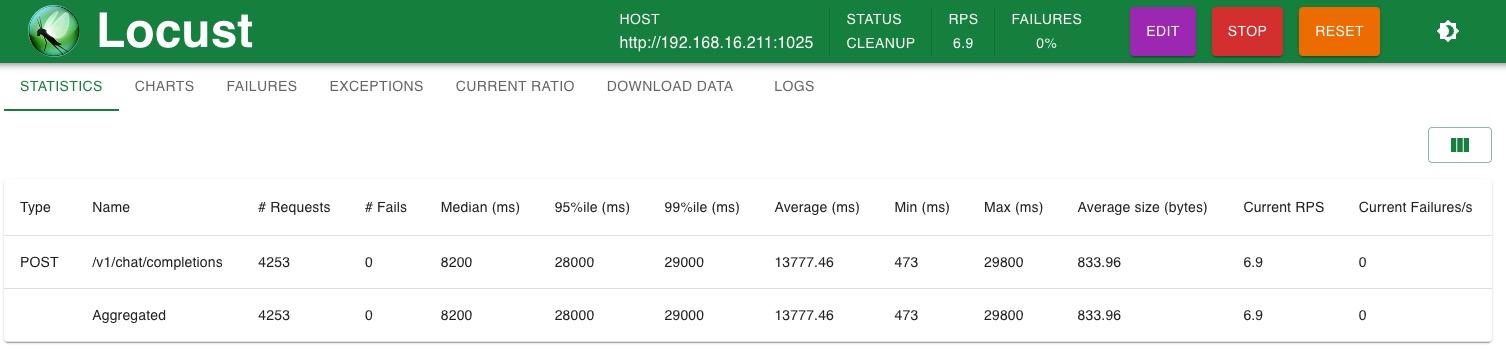 Locust
HOST
http://192.168.16.211:1025
STATUS
CLEANUP
RPS
6.9
FAILURES
0%
EDIT
STOP
RESET
STATISTICS CHARTS FAILURES EXCEPTIONS CURRENT RATIO DOWNLOAD DATA LOGS
Type Name # Requests # Fails Median (ms) 95%ile (ms) 99%ile (ms) Average (ms) Min (ms) Max (ms) Average size (bytes) Current RPS Current Failures/s
POST /v1/chat/completions 4253 0 8200 28000 29000 13777.46 473 29800 833.96 6.9 0
Aggregated 4253 0 8200 28000 29000 13777.46 473 29800 833.96 6.9 0